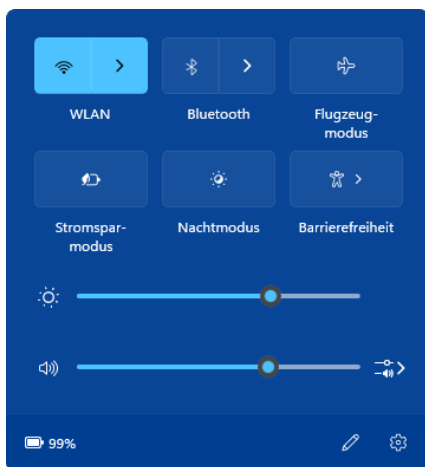 WLAN
Bluetooth
Flugzeug-
modus
Stromspar-
modus
Nachtmodus
Barrierefreiheit
99%